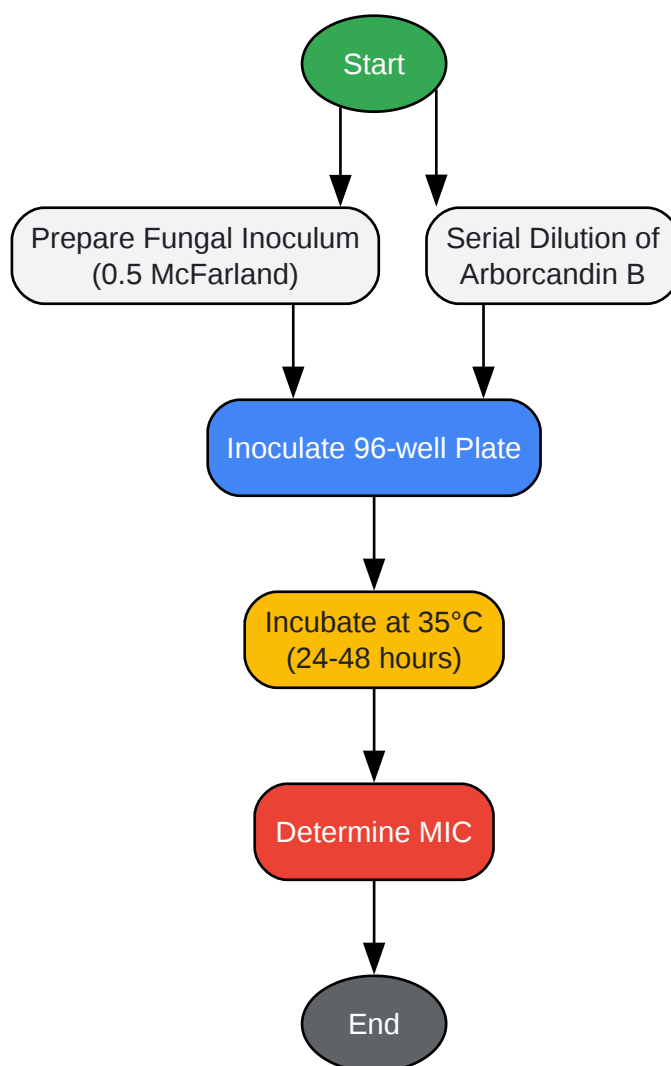 Start
Prepare Fungal Inoculum
(0.5 McFarland)
Serial Dilution of
Arborcandin B
Inoculate 96-well Plate
Incubate at 35°C
(24-48 hours)
Determine MIC
End